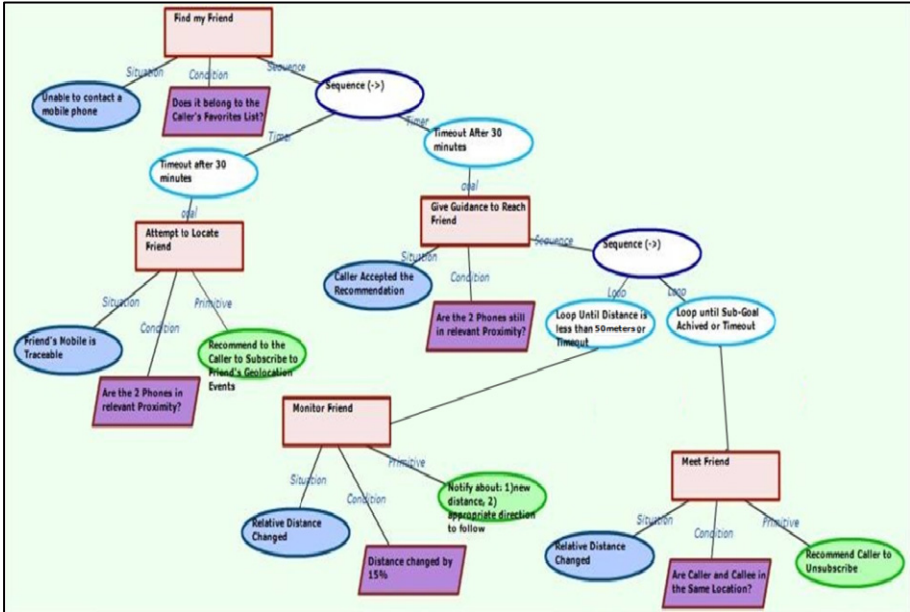 Find my Friend
Situation
Condition
Sequence
Unable to contact a
mobile phone
Does it belong to the
Caller's Favorites List?
Sequence (->)
Timer
Timer
Timeout after 30
minutes
Timeout After 30
minutes
oal
oal
Attempt to Locate
Friend
Give Guidance to Reach
Friend
Sequence
Sequence (->)
Situation
Condition
Primitive
Situation
Condition
Loop
Loop
Caller Accepted the
Recommendation
Are the 2 Phones still
in relevant Proximity?
Loop Until Distance is
less than 50meters or
Timeout
Loop until Sub-Goal
Achived or Timeout
Friend's Mobile is
Traceable
Are the 2 Phones in
relevant Proximity?
Recommend to the
Caller to Subscribe to
Friend's Geolocation
Events
Monitor Friend
Situation
Condition
Primitive
Relative Distance
Changed
Distance changed by
15%
Notify about: 1)new
distance, 2)
appropriate direction
to follow
Meet Friend
Situation
Condition
Primitive
Relative Distance
Changed
Are Caller and Callee in
the Same Location?
Recommend Caller to
Unsubscribe